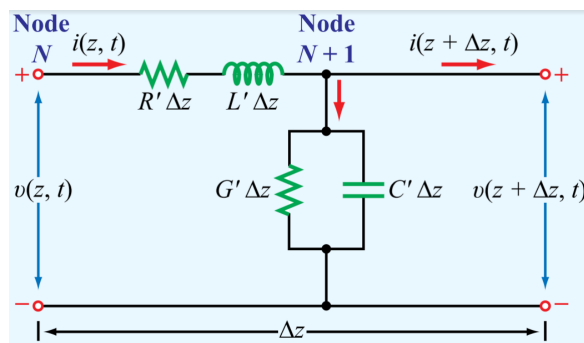 Node
N
i(z, t)
Node
N + 1
i(z + Δz, t)
+
+
R′ Δz
L′ Δz
υ(z, t)
G′ Δz
C′ Δz
υ(z + Δz, t)
−
−
Δz